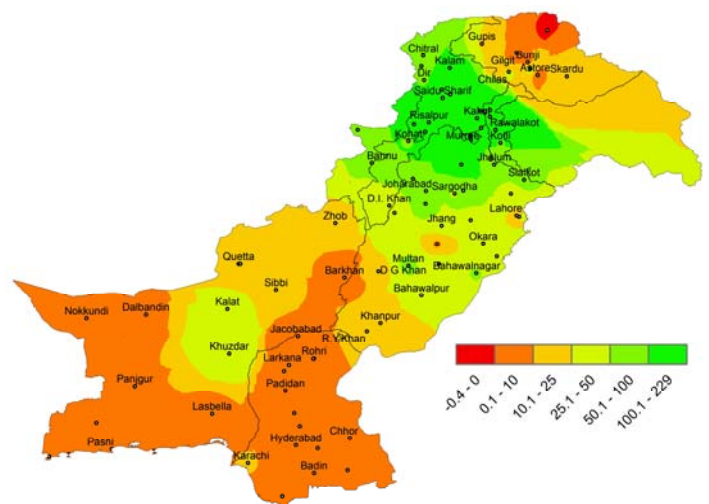 Gupis
Chitral
Kalam
Bunji
Gilgit
Astore
Skardu
Dir
Chilas
Saidu Sharif
Risalpur
Kakul
Rawalakot
Kohat
Kotli
Bannu
Jhelum
Sialkot
Joharabad
Sargodha
D.I. Khan
Lahore
Zhob
Jhang
Okara
Quetta
Multan
Barkhan
D G Khan
Bahawalnagar
Sibbi
Bahawalpur
Kalat
Dalbandin
Nokkundi
Khanpur
Jacobabad
R.Y.Khan
Khuzdar
Rohri
Larkana
Panjgur
Padidan
Lasbella
Pasni
Hyderabad
Chhor
Karachi
Badin
-0.4 - 0
0.1 - 10
10.1 - 25
25.1 - 50
50.1 - 100
100.1 - 229